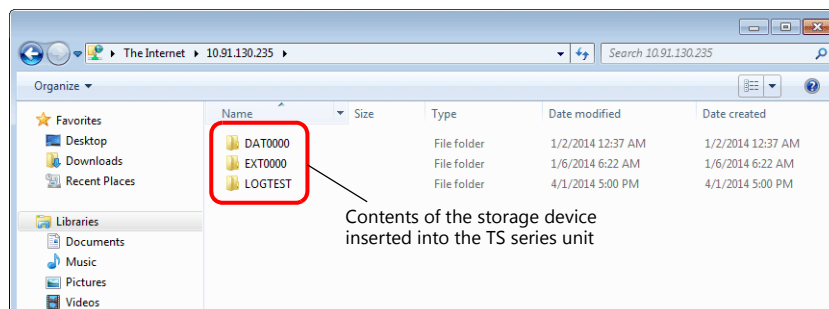 The Internet 10.91.130.235 Search 10.91.130.235
Organize
Favorites
Desktop
Downloads
Recent Places
Libraries
Documents
Music
Pictures
Videos
Name Size Type Date modified Date created
DAT0000 File folder 1/2/2014 12:37 AM 1/2/2014 12:37 AM
EXT0000 File folder 1/6/2014 6:22 AM 1/6/2014 6:22 AM
LOGTEST File folder 4/1/2014 5:00 PM 4/1/2014 5:00 PM
Contents of the storage device
inserted into the TS series unit